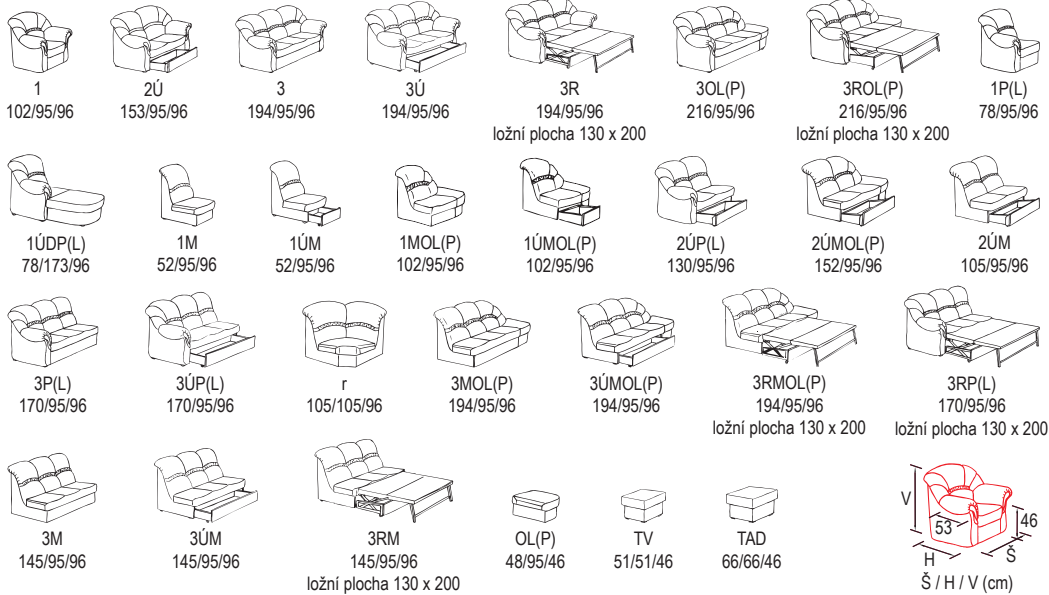 1
102/95/96
2Ú
153/95/96
3
194/95/96
3Ú
194/95/96
3R
194/95/96
ložní plocha 130 x 200
3OL(P)
216/95/96
3ROL(P)
216/95/96
ložní plocha 130 x 200
1P(L)
78/95/96
1ÚDP(L)
78/173/96
1M
52/95/96
1ÚM
52/95/96
1MOL(P)
102/95/96
1ÚMOL(P)
102/95/96
2ÚP(L)
130/95/96
2ÚMOL(P)
152/95/96
2ÚM
105/95/96
3P(L)
170/95/96
3ÚP(L)
170/95/96
r
105/105/96
3MOL(P)
194/95/96
3ÚMOL(P)
194/95/96
3RMOL(P)
194/95/96
ložní plocha 130 x 200
3RP(L)
170/95/96
ložní plocha 130 x 200
3M
145/95/96
3ÚM
145/95/96
3RM
145/95/96
ložní plocha 130 x 200
OL(P)
48/95/46
TV
51/51/46
TAD
66/66/46
V
53
46
H
Š
Š / H / V (cm)